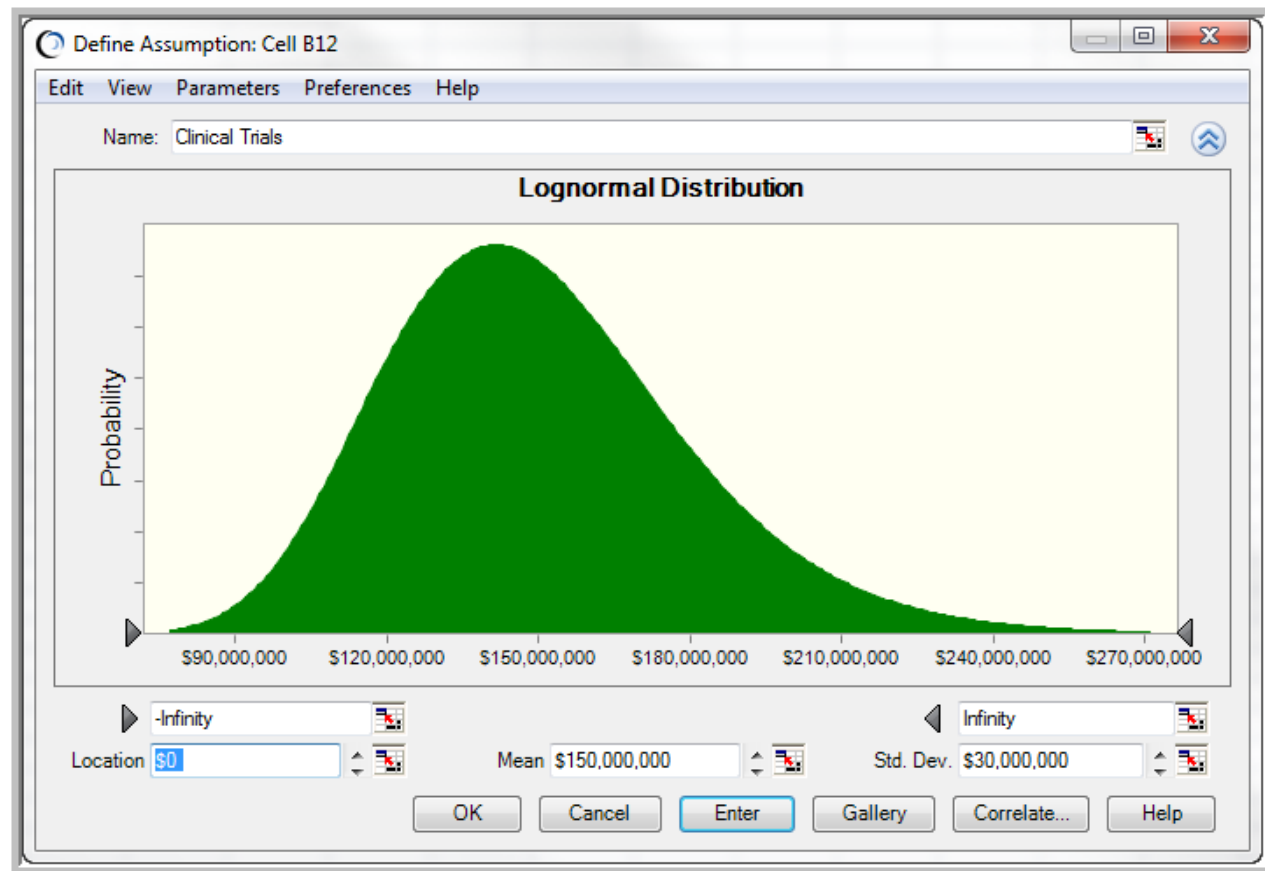 Define Assumption: Cell B12
Edit View Parameters Preferences Help
Name: Clinical Trials
Lognormal Distribution
Probability
$90,000,000 $120,000,000 $150,000,000 $180,000,000 $210,000,000 $240,000,000 $270,000,000
-Infinity Infinity
Location $0 Mean $150,000,000 Std. Dev. $30,000,000
OK Cancel Enter Gallery Correlate... Help